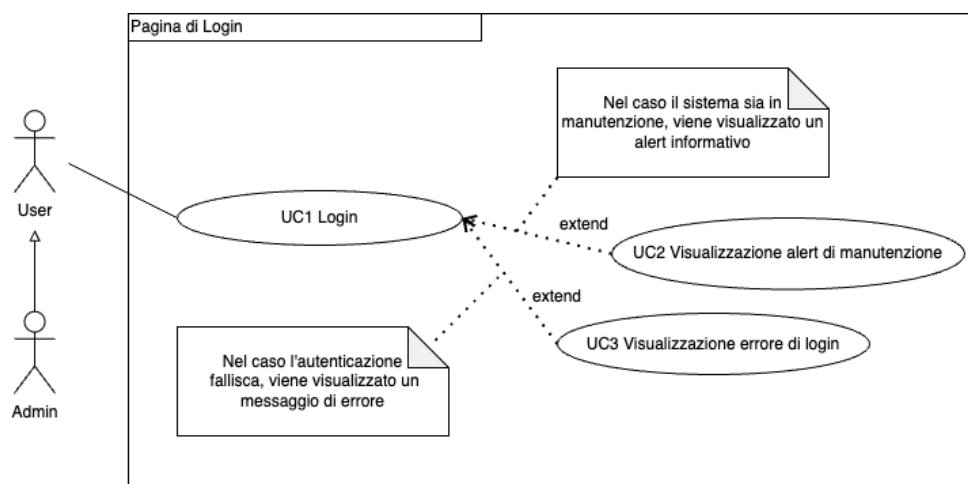 Pagina di Login
Nel caso il sistema sia in
manutenzione, viene visualizzato un
alert informativo
User
UC1 Login
extend
UC2 Visualizzazione alert di manutenzione
extend
UC3 Visualizzazione errore di login
Nel caso l'autenticazione
fallisca, viene visualizzato un
messaggio di errore
Admin